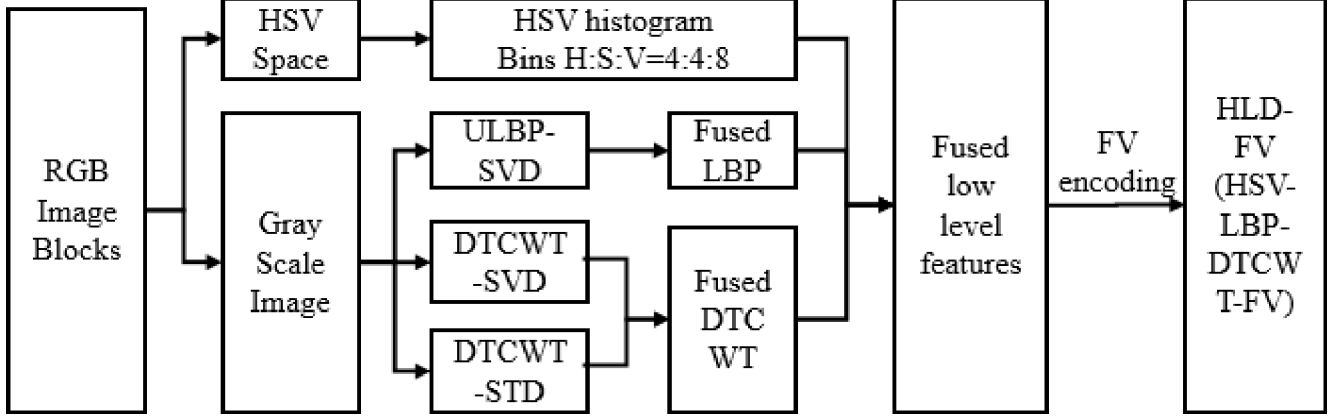 RGB
Image
Blocks
HSV
Space
HSV histogram
Bins H:S:V=4:4:8
Gray
Scale
Image
ULBP-
SVD
Fused
LBP
DTCWT
-SVD
DTCWT
-STD
Fused
DTC
WT
Fused
low
level
features
FV
encoding
HLD-
FV
(HSV-
LBP-
DTCW
T-FV)